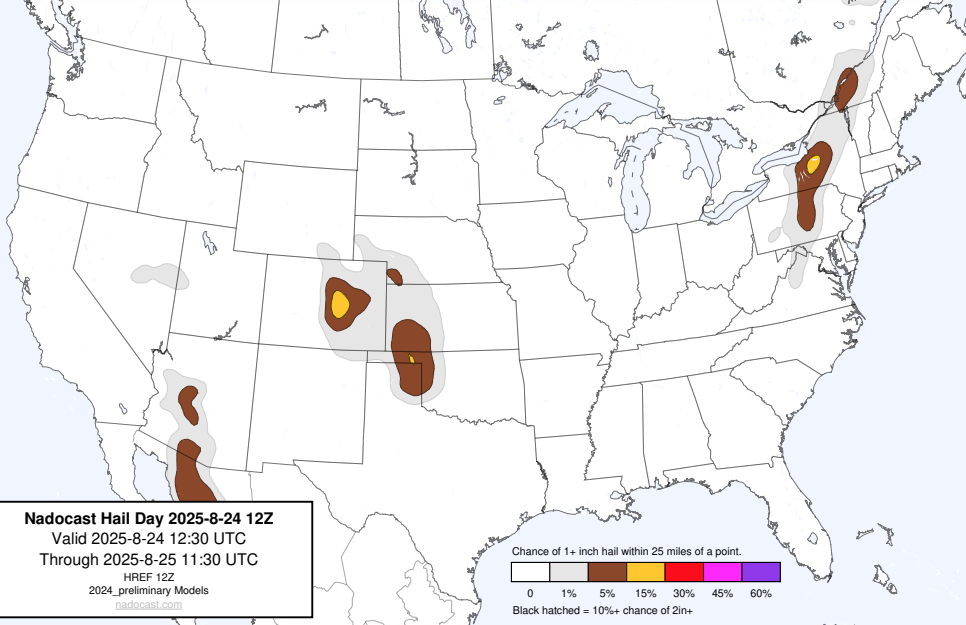 Nadocast Hail Day 2025-8-24 12Z
Valid 2025-8-24 12:30 UTC
Through 2025-8-25 11:30 UTC
HREF 12Z
2024_preliminary Models
nadocast.com
Chance of 1+ inch hail within 25 miles of a point.
0 1% 5% 15% 30% 45% 60%
Black hatched = 10%+ chance of 2in+